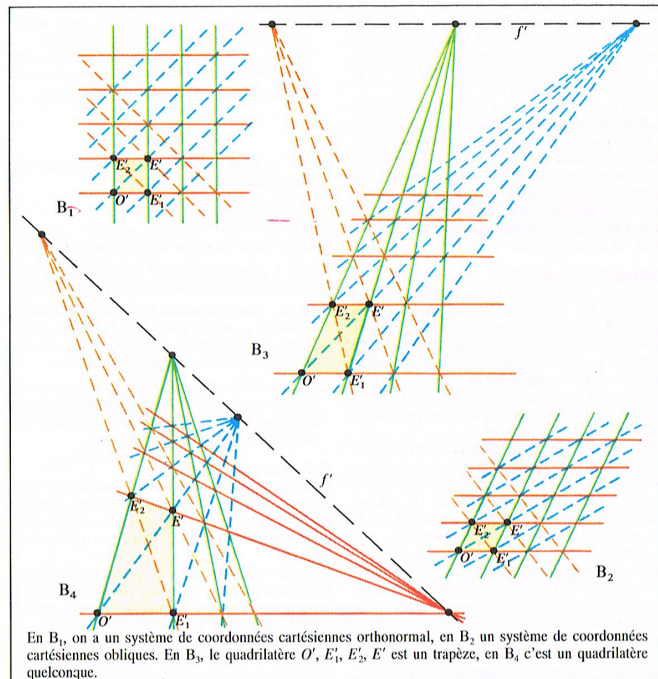 f'
E'₂ E'
O' E'₁
B₁
E'₂ E'
B₃
O' E'₁
f'
E'₂
E'
E'₂ E'
B₄
O' E'₁
O' E'₁
B₂
En B₁, on a un système de coordonnées cartésiennes orthonormal, en B₂ un système de coordonnées
cartésiennes obliques. En B₃, le quadrilatère O', E'₁, E'₂, E' est un trapèze, en B₄ c'est un quadrilatère
quelconque.